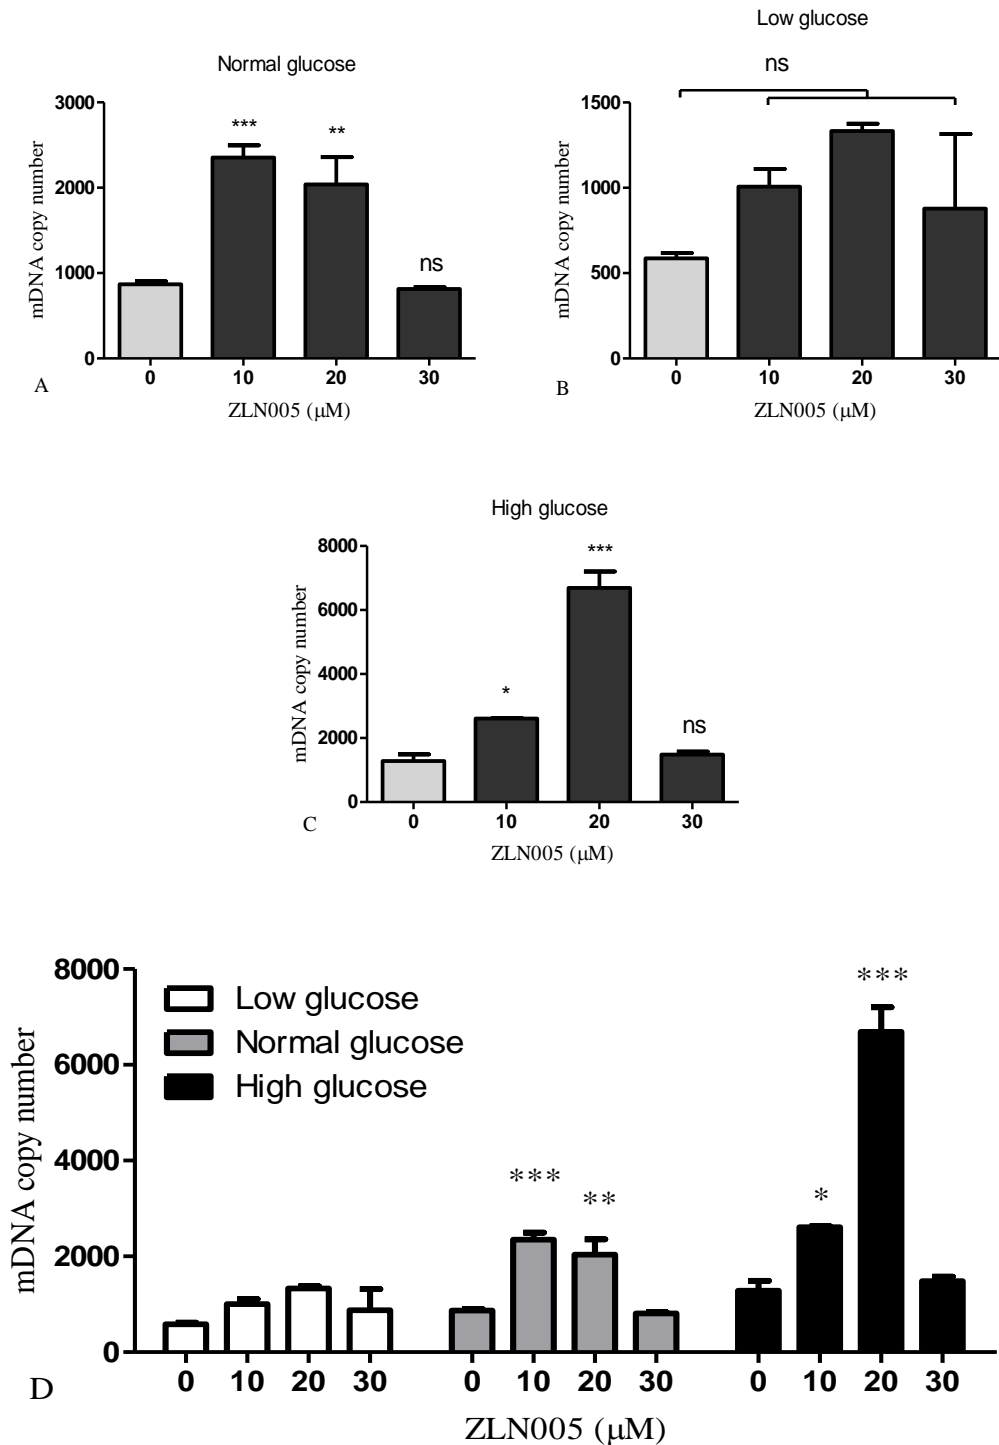 Normal glucose
mDNA copy number
3000
2000
1000
0
***
**
ns
0 10 20 30
A
ZLN005 (μM)
Low glucose
ns
mDNA copy number
1500
1000
500
0
0 10 20 30
B
ZLN005 (μM)
High glucose
mDNA copy number
8000
6000
4000
2000
0
*
***
ns
0 10 20 30
C
ZLN005 (μM)
mDNA copy number
8000
6000
4000
2000
0
Low glucose
Normal glucose
High glucose
***
**
*
***
0 10 20 30 0 10 20 30 0 10 20 30
D
ZLN005 (μM)